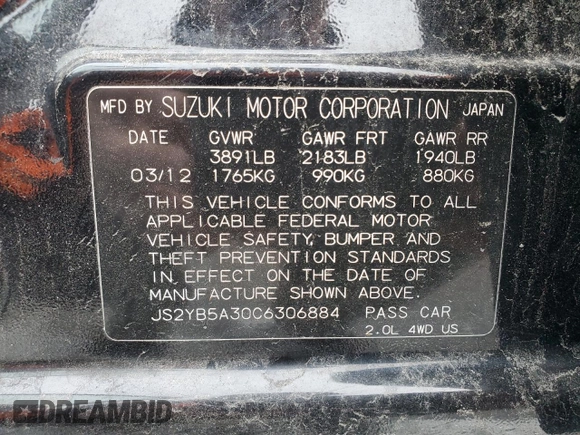 MFD BY SUZUKI MOTOR CORPORATION JAPAN
DATE GVWR GAWR FRT GAWR RR
3891LB 2183LB 1940LB
03/12 1765KG 990KG 880KG
THIS VEHICLE CONFORMS TO ALL
APPLICABLE FEDERAL MOTOR
VEHICLE SAFETY, BUMPER AND
THEFT PREVENTION STANDARDS
IN EFFECT ON THE DATE OF
MANUFACTURE SHOWN ABOVE.
JS2YB5A30C6306884 PASS CAR
2.0L 4WD US
DREAMBID